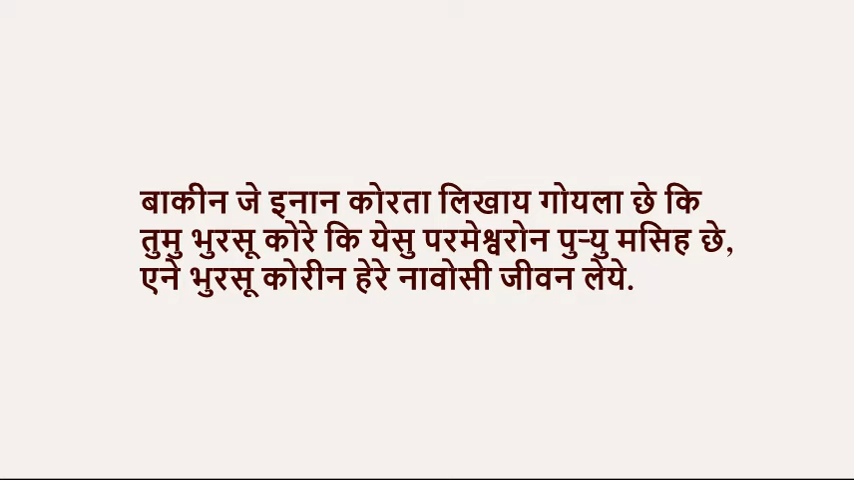 बाकीन जे इनान कोरता लिखाय गोयला छे कि
तुमु भुरसू कोरे कि येसु परमेश्वरोन पुऱ्यु मसिह छे,
एने भुरसू कोरीन हेरे नावोसी जीवन लेये.